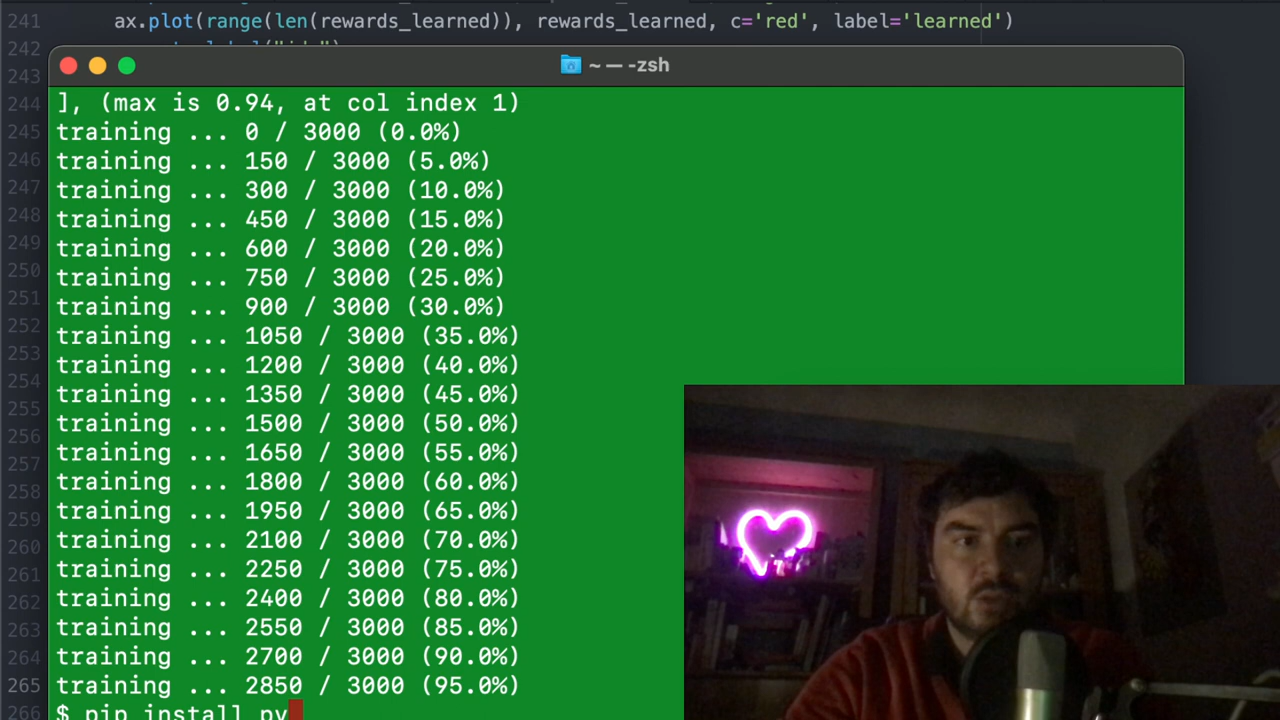 241 ax.plot(range(len(rewards_learned)), rewards_learned, c='red', label='learned')
242
243
~ — -zsh
244
], (max is 0.94, at col index 1)
245
training ... 0 / 3000 (0.0%)
246
training ... 150 / 3000 (5.0%)
247
training ... 300 / 3000 (10.0%)
248
training ... 450 / 3000 (15.0%)
249
training ... 600 / 3000 (20.0%)
250
training ... 750 / 3000 (25.0%)
251
training ... 900 / 3000 (30.0%)
252
training ... 1050 / 3000 (35.0%)
253
training ... 1200 / 3000 (40.0%)
254
training ... 1350 / 3000 (45.0%)
255
training ... 1500 / 3000 (50.0%)
256
training ... 1650 / 3000 (55.0%)
257
training ... 1800 / 3000 (60.0%)
258
training ... 1950 / 3000 (65.0%)
259
training ... 2100 / 3000 (70.0%)
260
training ... 2250 / 3000 (75.0%)
261
training ... 2400 / 3000 (80.0%)
262
training ... 2550 / 3000 (85.0%)
263
training ... 2700 / 3000 (90.0%)
264
training ... 2850 / 3000 (95.0%)
265
266
$ pip install py